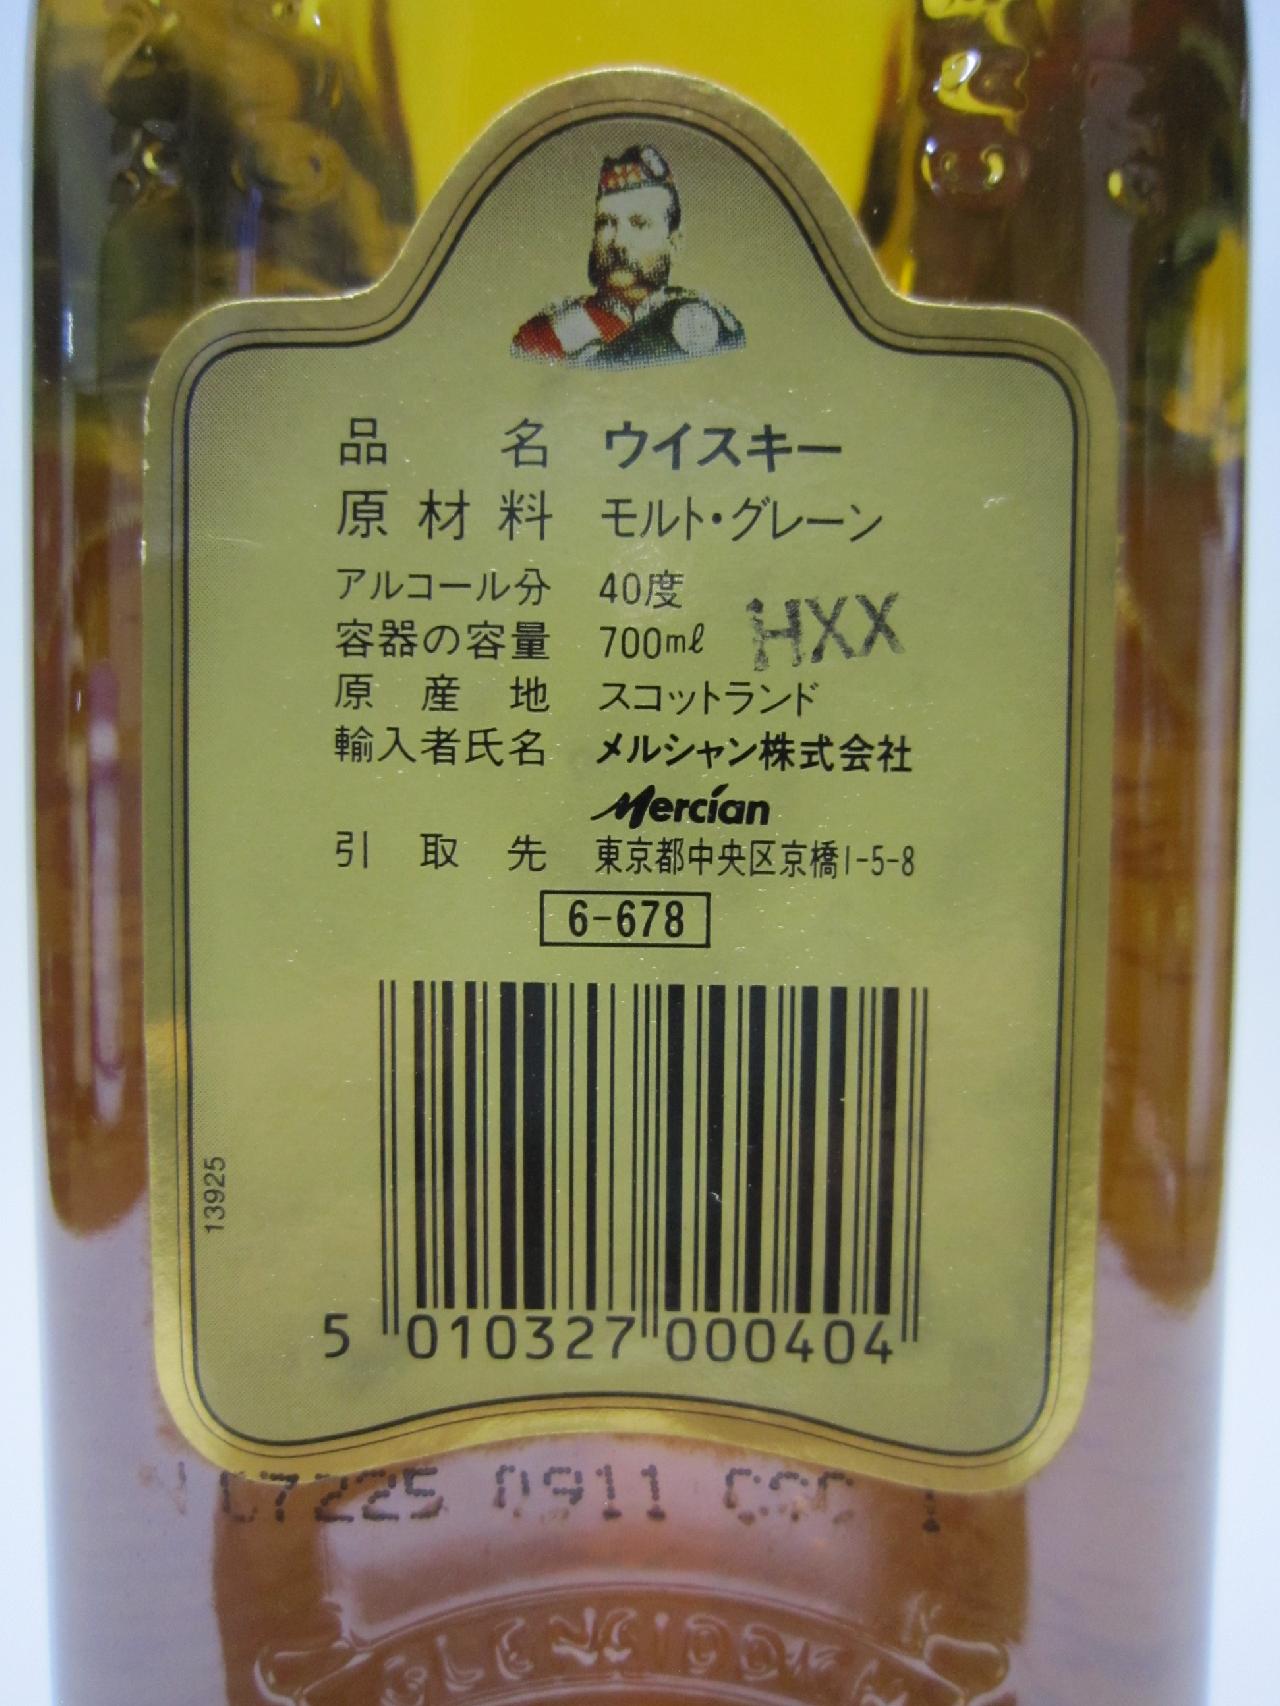 品名 ウイスキー
原材料 モルト・グレーン
アルコール分 40度
容器の容量 700ml
HXX
原産地 スコットランド
輸入者氏名 メルシャン株式会社
Mercian
引取先 東京都中央区京橋1-5-8
6-678
13925
5 010327 000404
07225 0911